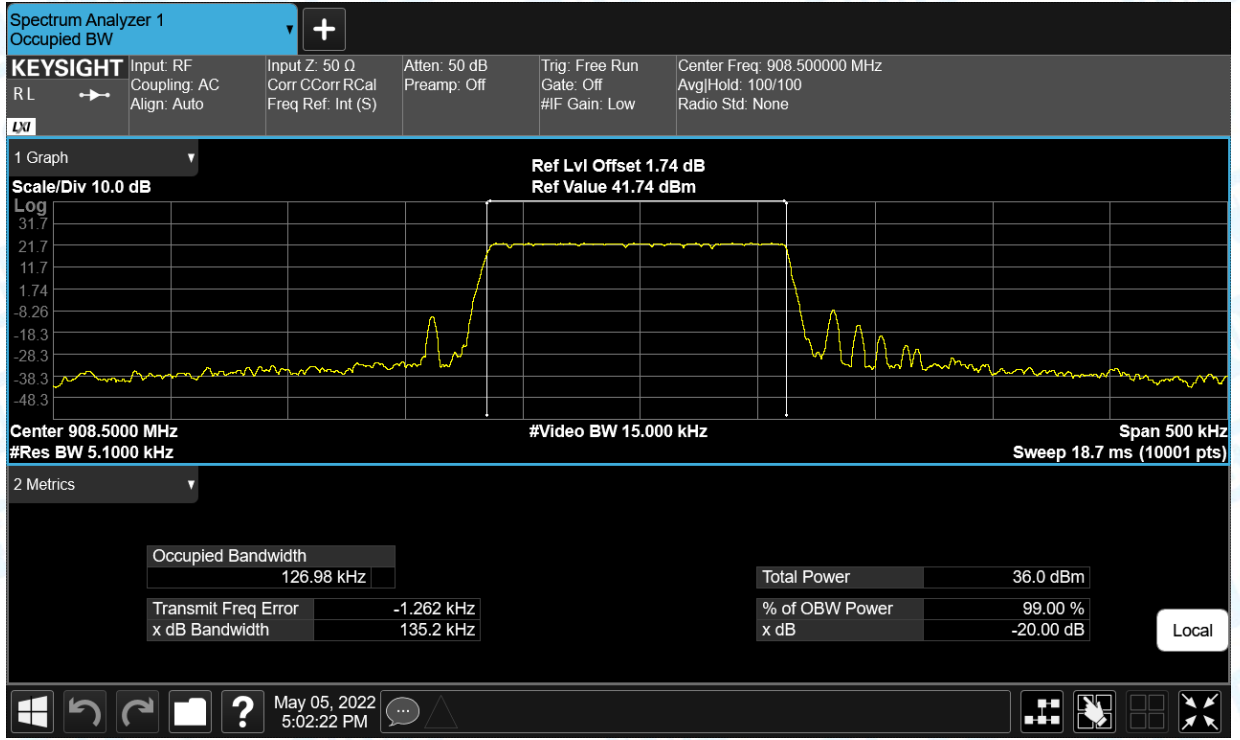 Spectrum Analyzer 1
Occupied BW
▼
+
KEYSIGHT
RL
LXI
Input: RF
Coupling: AC
Align: Auto
Input Z: 50 Ω
Corr CCorr RCal
Freq Ref: Int (S)
Atten: 50 dB
Preamp: Off
Trig: Free Run
Gate: Off
#IF Gain: Low
Center Freq: 908.500000 MHz
Avg|Hold: 100/100
Radio Std: None
1 Graph ▼
Ref Lvl Offset 1.74 dB
Scale/Div 10.0 dB
Ref Value 41.74 dBm
Log
31.7
21.7
11.7
1.74
-8.26
-18.3
-28.3
-38.3
-48.3
Center 908.5000 MHz
#Video BW 15.000 kHz
Span 500 kHz
#Res BW 5.1000 kHz
Sweep 18.7 ms (10001 pts)
2 Metrics ▼
Occupied Bandwidth
126.98 kHz
Total Power 36.0 dBm
Transmit Freq Error -1.262 kHz
% of OBW Power 99.00 %
x dB Bandwidth 135.2 kHz
x dB -20.00 dB
Local
?
May 05, 2022
5:02:22 PM
...